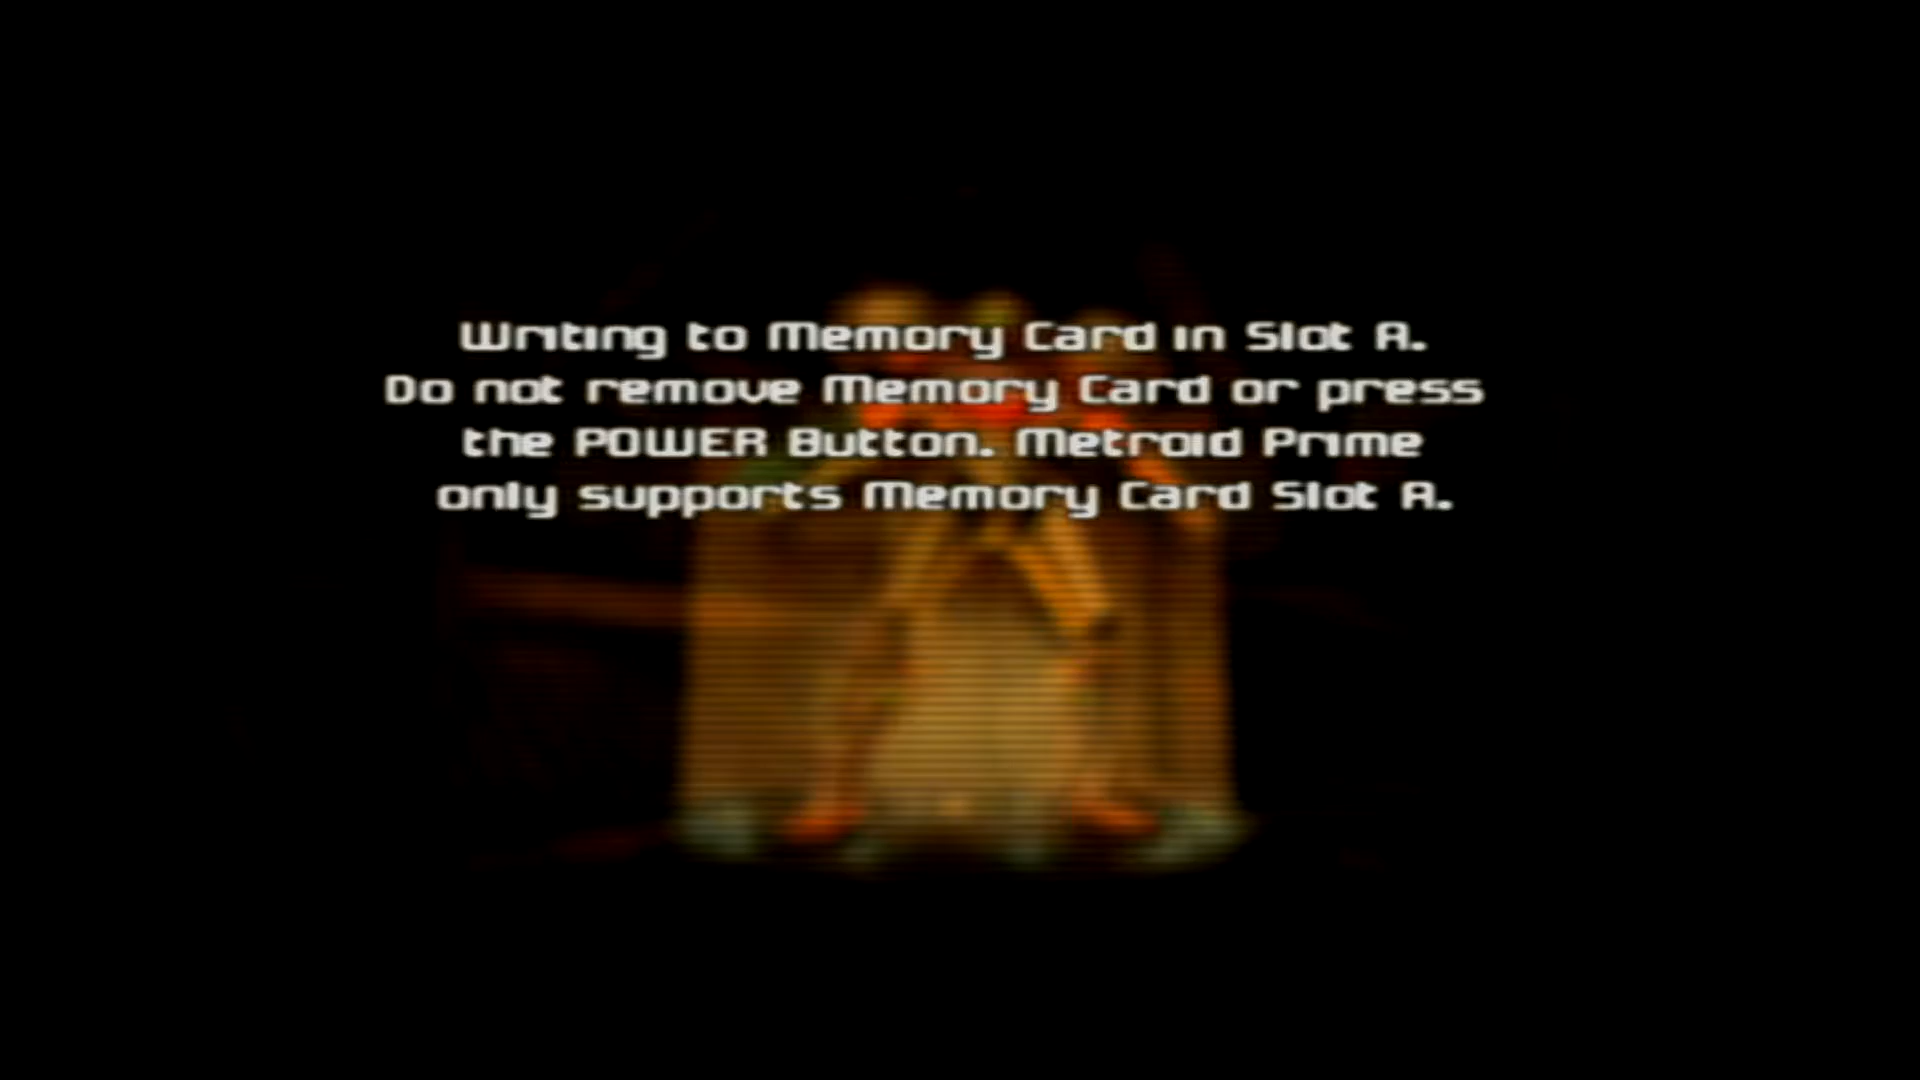 Writing to Memory Card in Slot A.
Do not remove Memory Card or press
the POWER Button. Metroid Prime
only supports Memory Card Slot A.